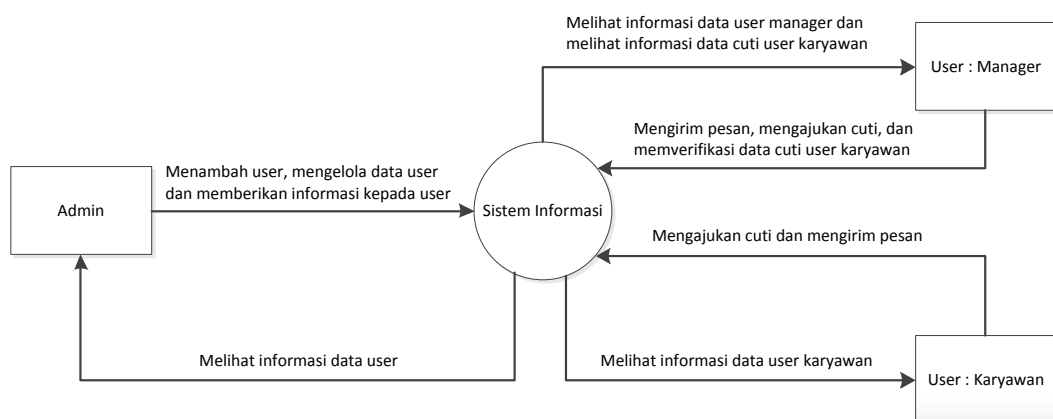 Melihat informasi data user manager dan
melihat informasi data cuti user karyawan
User : Manager
Mengirim pesan, mengajukan cuti, dan
memverifikasi data cuti user karyawan
Menambah user, mengelola data user
dan memberikan informasi kepada user
Admin
Sistem Informasi
Mengajukan cuti dan mengirim pesan
Melihat informasi data user
Melihat informasi data user karyawan
User : Karyawan